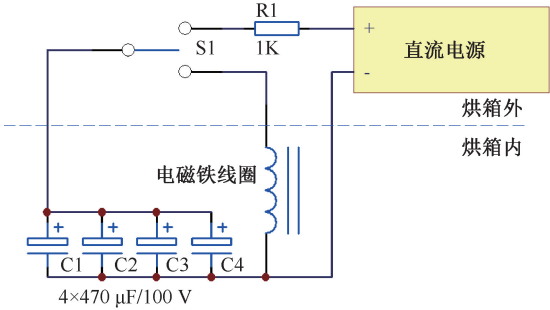 R1
+
S1
1K
直流电源
-
烘箱外
烘箱内
电磁铁线圈
+ + + +
C1 C2 C3 C4
4×470 μF/100 V